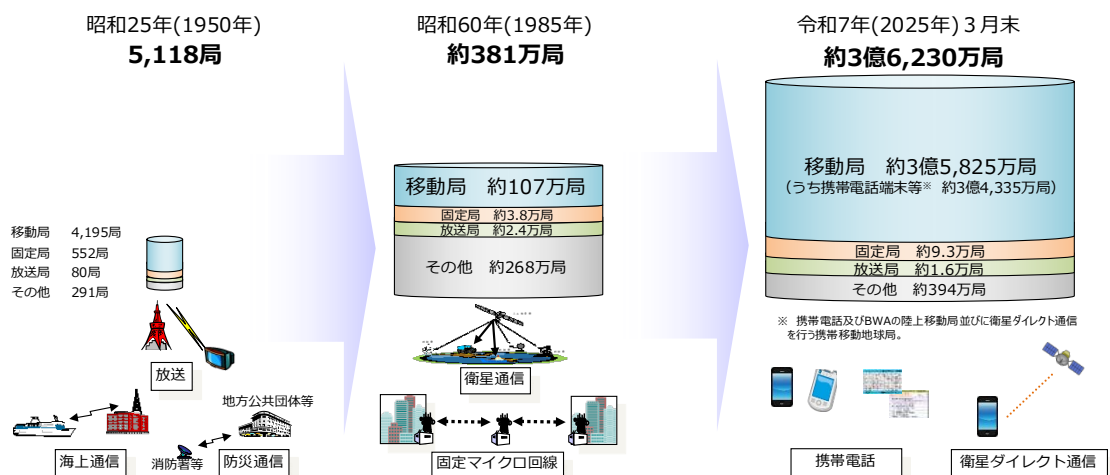 昭和25年(1950年)
5,118局
昭和60年(1985年)
約381万局
令和7年(2025年)３月末
約3億6,230万局
移動局 4,195局
固定局 552局
放送局 80局
その他 291局
移動局 約107万局
固定局 約3.8万局
放送局 約2.4万局
その他 約268万局
移動局 約3億5,825万局
（うち携帯電話端末等※ 約3億4,335万局）
固定局 約9.3万局
放送局 約1.6万局
その他 約394万局
※ 携帯電話及びBWAの陸上移動局並びに衛星ダイレクト通信
を行う携帯移動地球局。
放送
地方公共団体等
海上通信
消防署等
防災通信
衛星通信
固定マイクロ回線
携帯電話
衛星ダイレクト通信